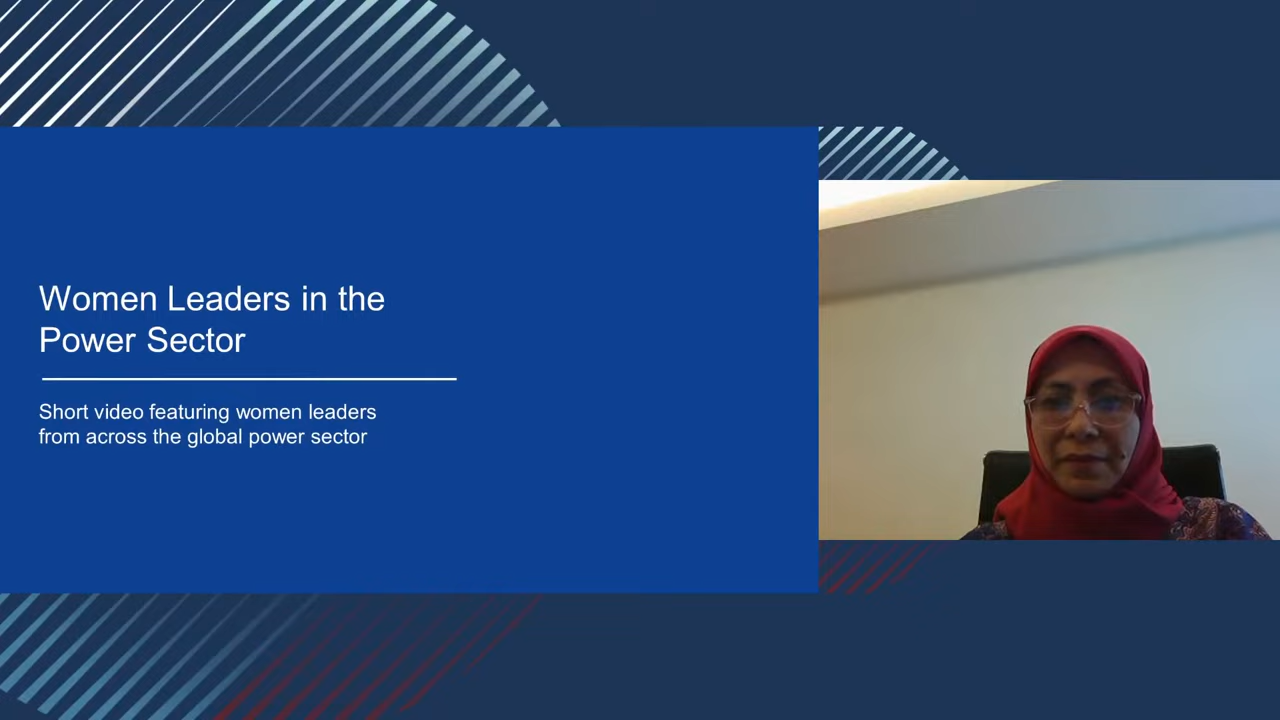 Women Leaders in the
Power Sector
Short video featuring women leaders
from across the global power sector